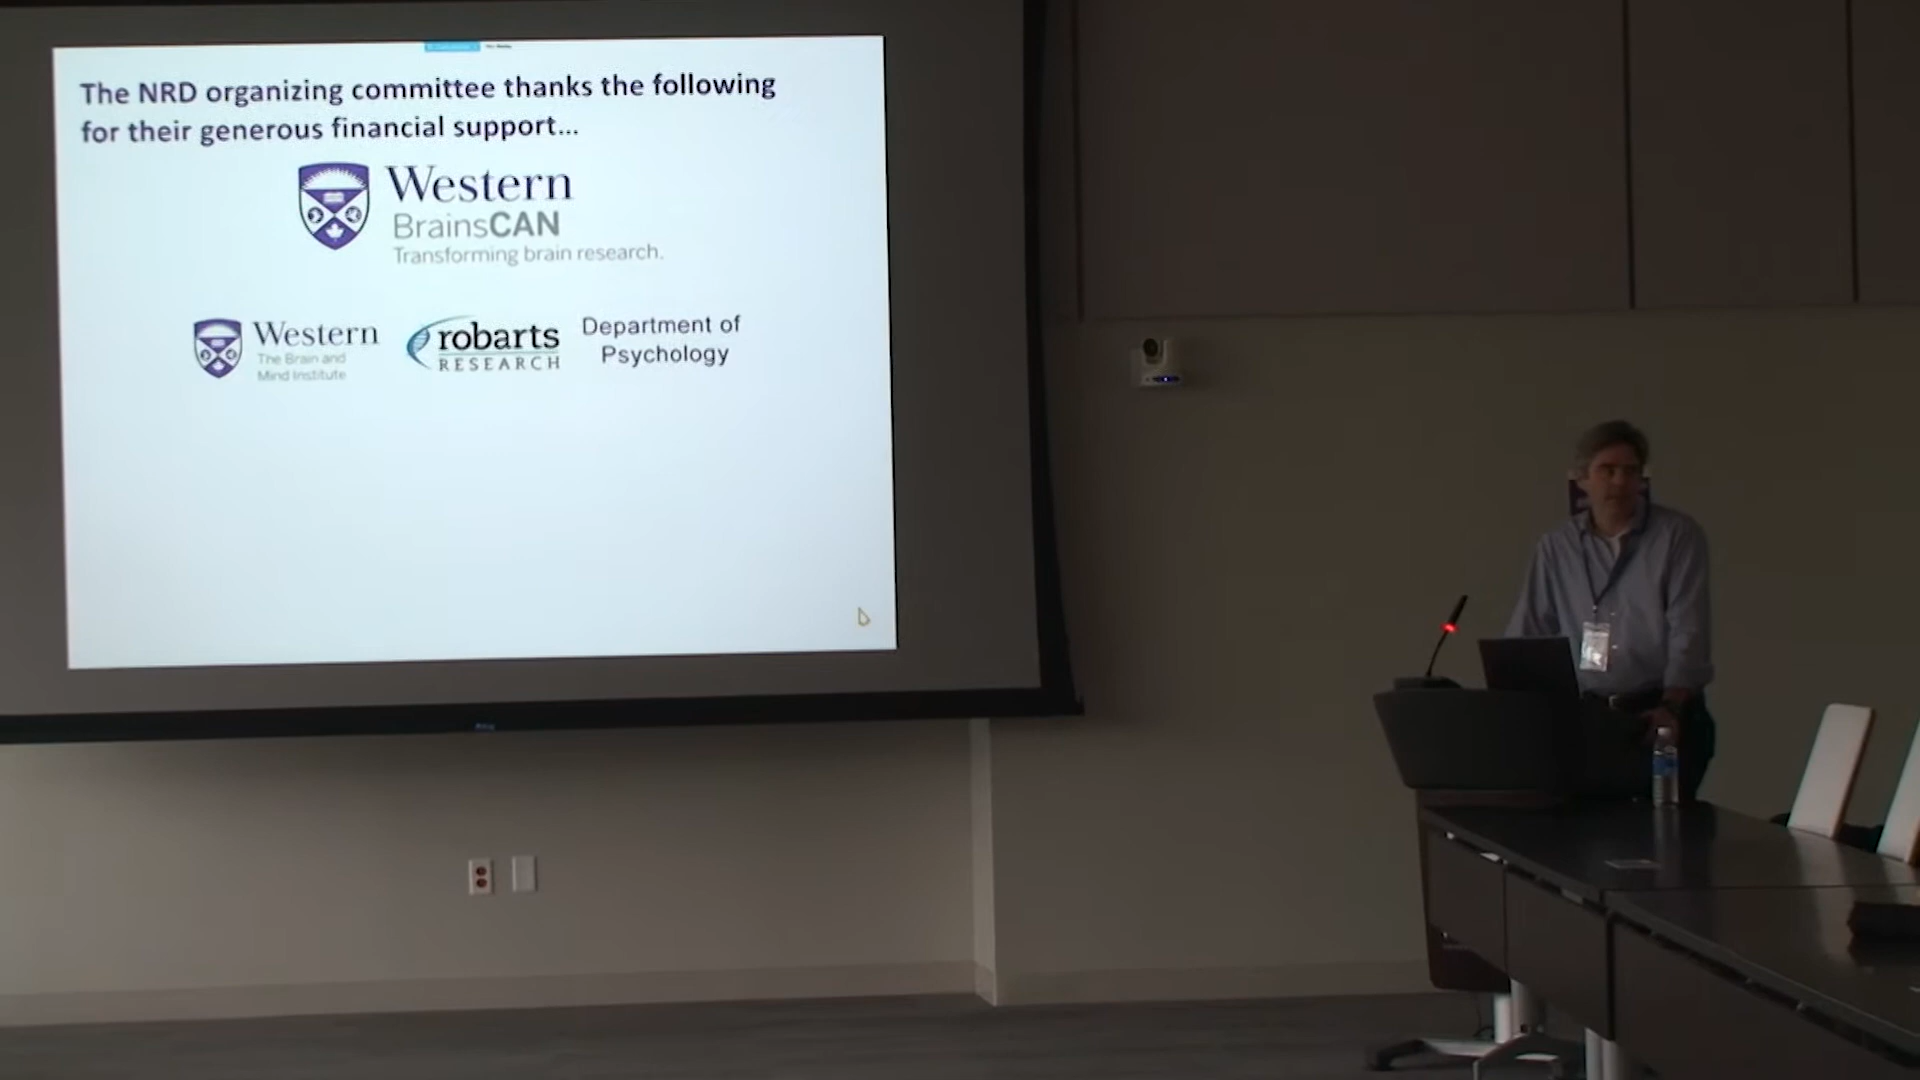 The NRD organizing committee thanks the following
for their generous financial support...
Western
BrainsCAN
Transforming brain research.
Western
The Brain and
Mind Institute
robarts
RESEARCH
Department of
Psychology